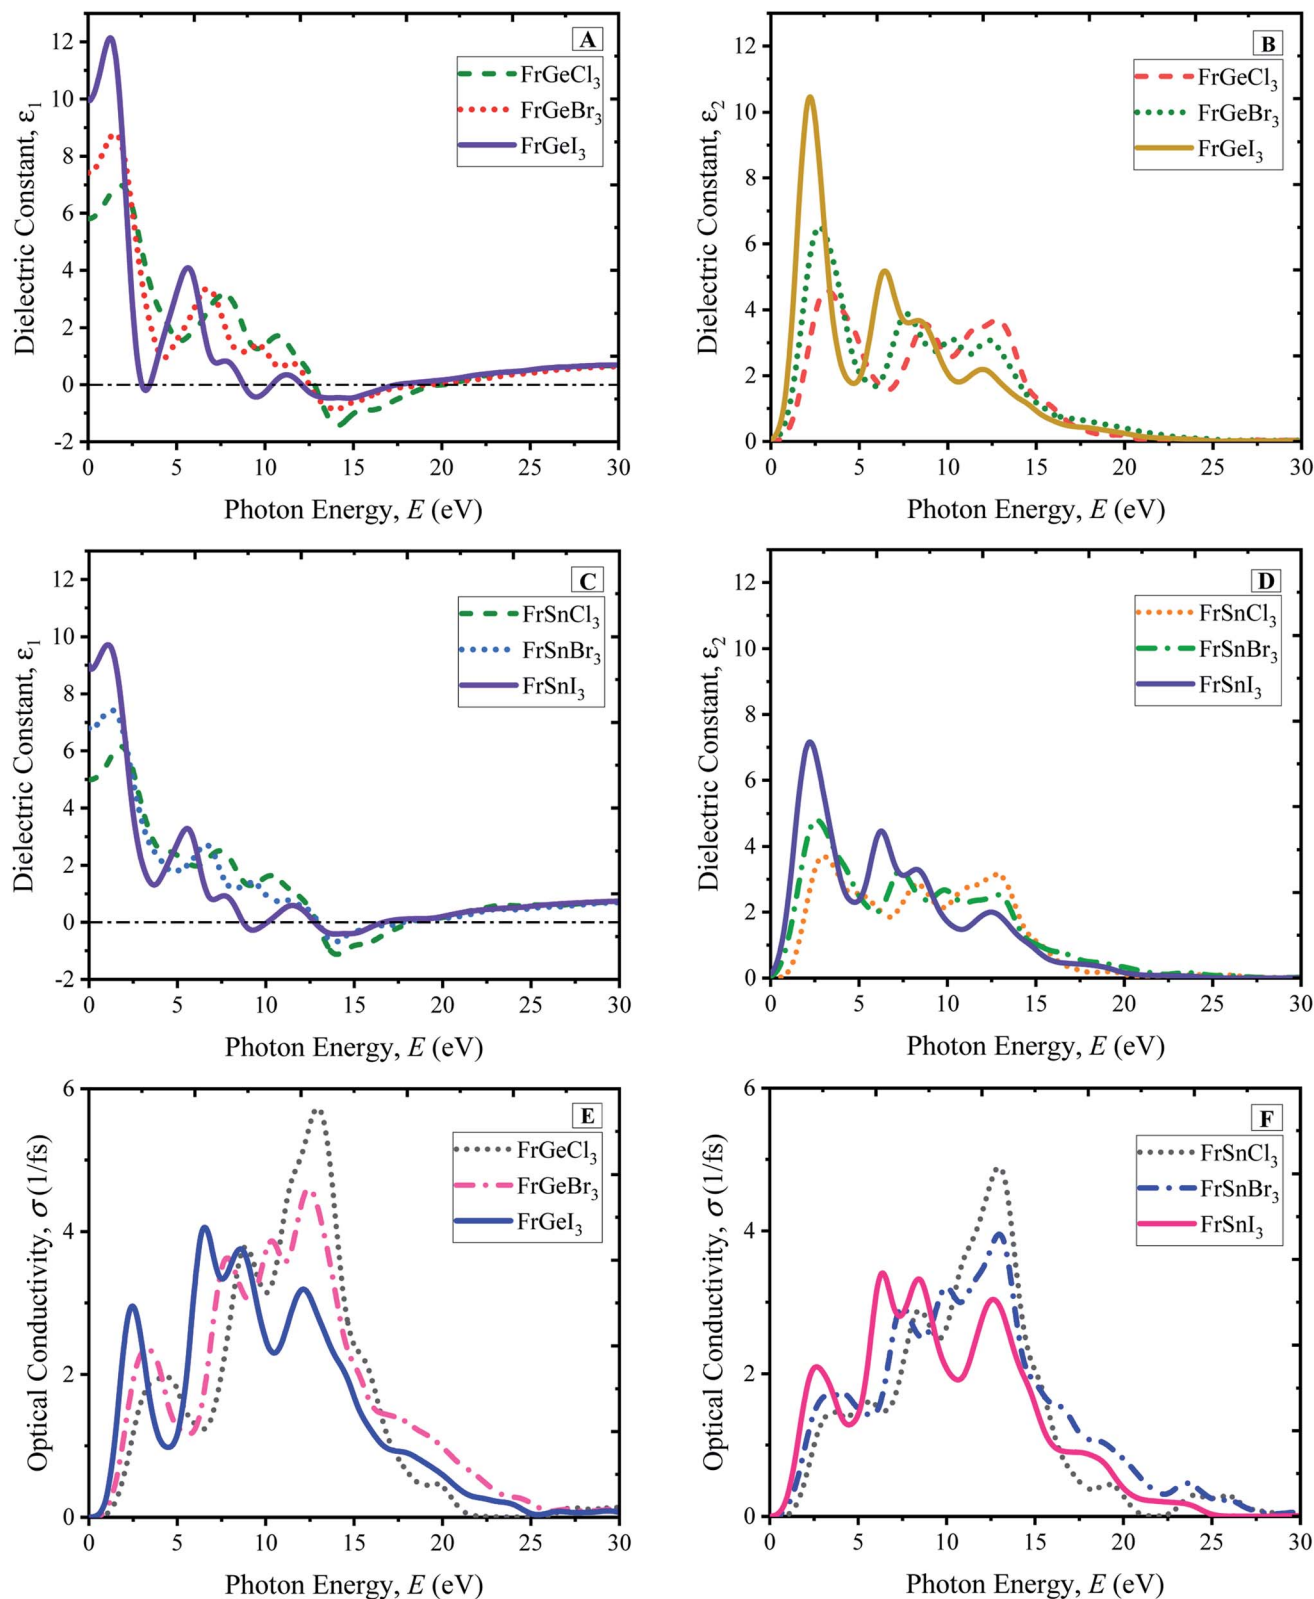 A
FrGeCl₃
FrGeBr₃
FrGeI₃
12
10
8
6
4
2
0
-2
Dielectric Constant, ε₁
0 5 10 15 20 25 30
Photon Energy, E (eV)
B
FrGeCl₃
FrGeBr₃
FrGeI₃
12
10
8
6
4
2
0
Dielectric Constant, ε₂
0 5 10 15 20 25 30
Photon Energy, E (eV)
C
FrSnCl₃
FrSnBr₃
FrSnI₃
12
10
8
6
4
2
0
-2
Dielectric Constant, ε₁
0 5 10 15 20 25 30
Photon Energy, E (eV)
D
FrSnCl₃
FrSnBr₃
FrSnI₃
12
10
8
6
4
2
0
Dielectric Constant, ε₂
0 5 10 15 20 25 30
Photon Energy, E (eV)
E
FrGeCl₃
FrGeBr₃
FrGeI₃
6
4
2
0
Optical Conductivity, σ (1/fs)
0 5 10 15 20 25 30
Photon Energy, E (eV)
F
FrSnCl₃
FrSnBr₃
FrSnI₃
6
4
2
0
Optical Conductivity, σ (1/fs)
0 5 10 15 20 25 30
Photon Energy, E (eV)